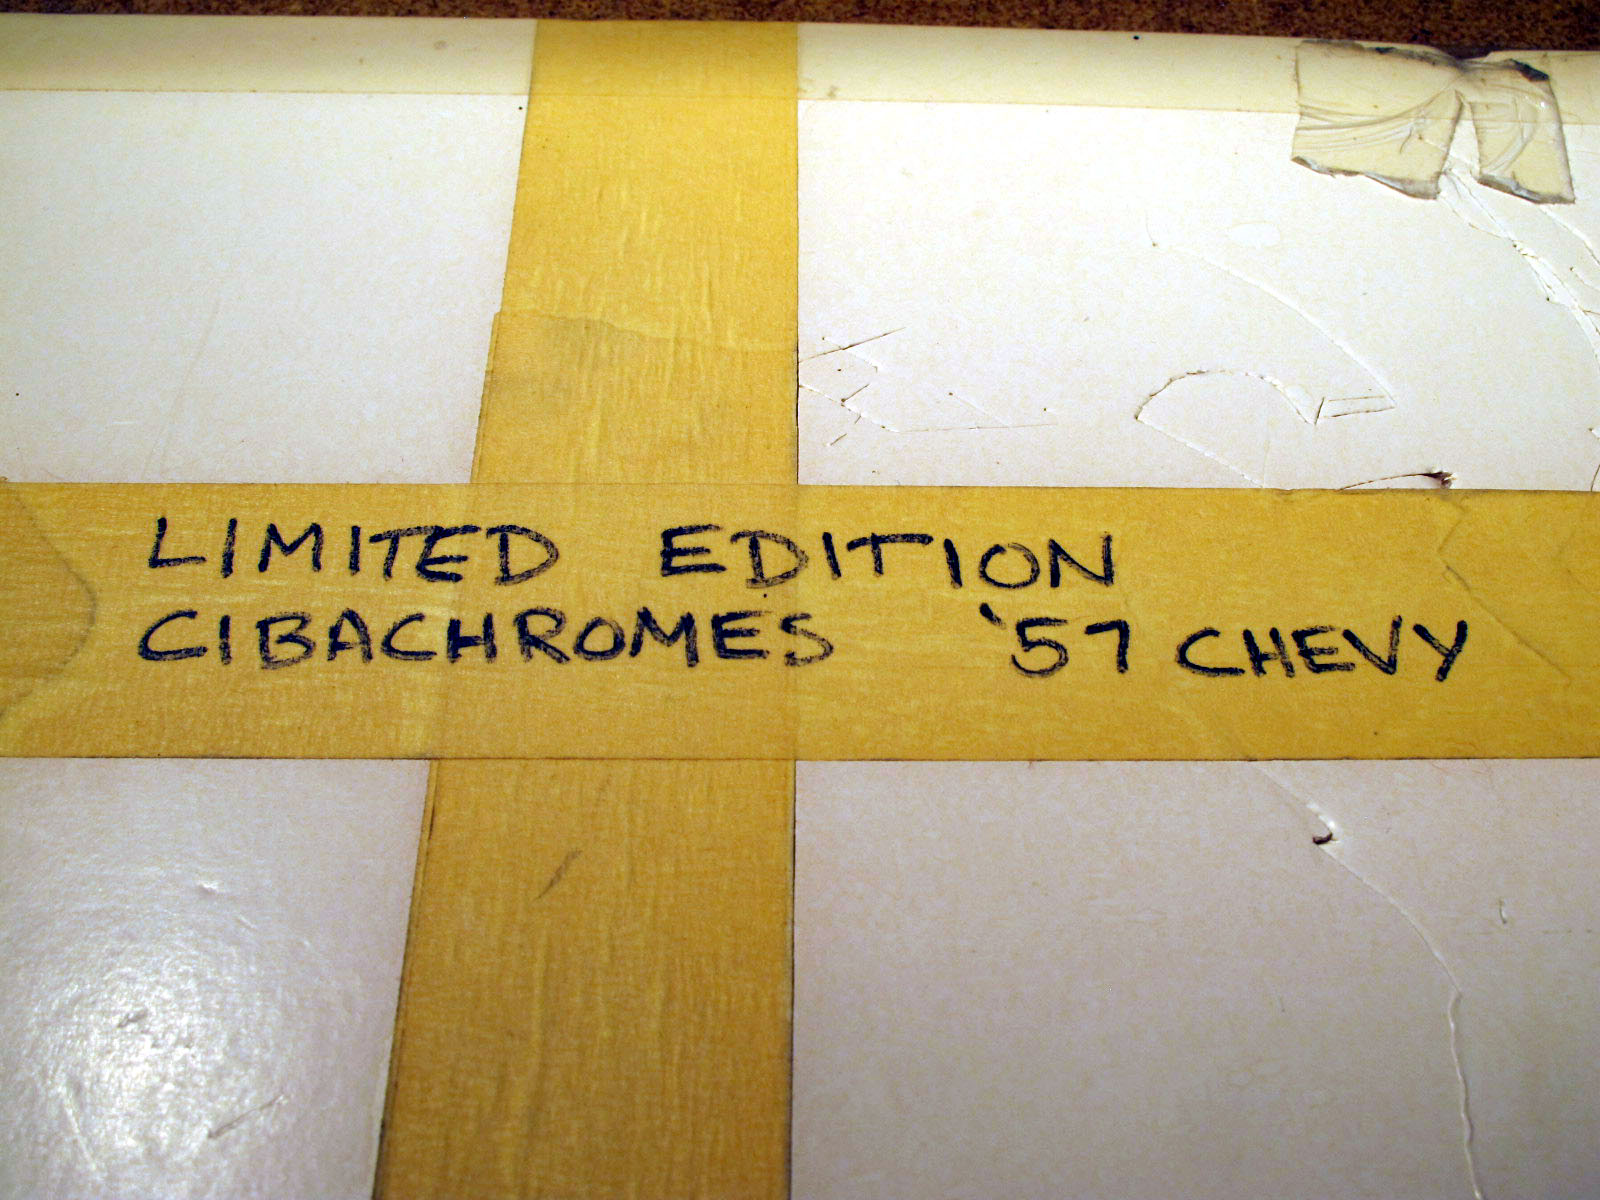 LIMITED EDITION
CIBACHROMES '57 CHEVY